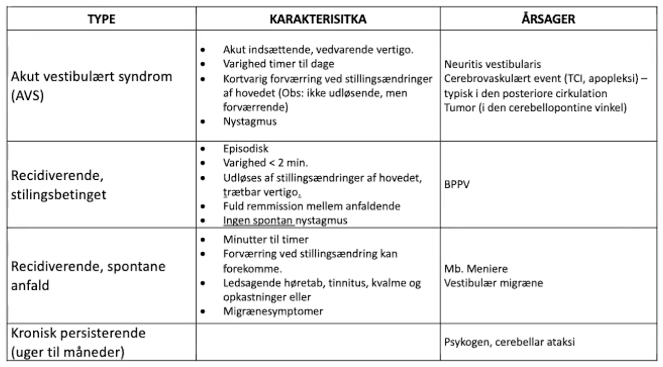 TYPE
KARAKTERISITKA
ÅRSAGER
Akut vestibulært syndrom
(AVS)
• Akut indsættende, vedvarende vertigo.
• Varighed timer til dage
• Kortvarig forværring ved stillingsændringer
af hovedet (Obs: ikke udløsende, men
forværrende)
• Nystagmus
Neuritis vestibularis
Cerebrovaskulært event (TCI, apopleksi) –
typisk i den posteriore cirkulation
Tumor (i den cerebellopontine vinkel)
Recidiverende,
stilingsbetinget
• Episodisk
• Varighed < 2 min.
• Udløses af stillingsændringer af hovedet,
trætbar vertigo.
• Fuld remmission mellem anfaldende
• Ingen spontan nystagmus
BPPV
Recidiverende, spontane
anfald
• Minutter til timer
• Forværring ved stillingsændring kan
forekomme.
• Ledsagende høretab, tinnitus, kvalme og
opkastninger eller
• Migrænesymptomer
Mb. Meniere
Vestibulær migræne
Kronisk persisterende
(uger til måneder)
Psykogen, cerebellar ataksi